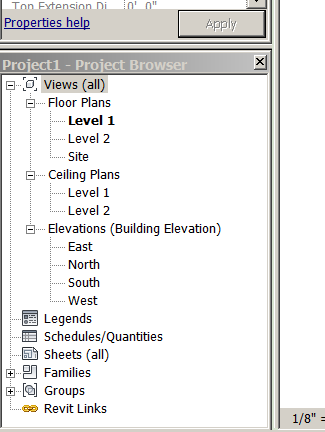 Top Extension Di... 0' 0"
Properties help
Apply
Project1 - Project Browser
Views (all)
Floor Plans
Level 1
Level 2
Site
Ceiling Plans
Level 1
Level 2
Elevations (Building Elevation)
East
North
South
West
Legends
Schedules/Quantities
Sheets (all)
Families
Groups
Revit Links
1/8" =